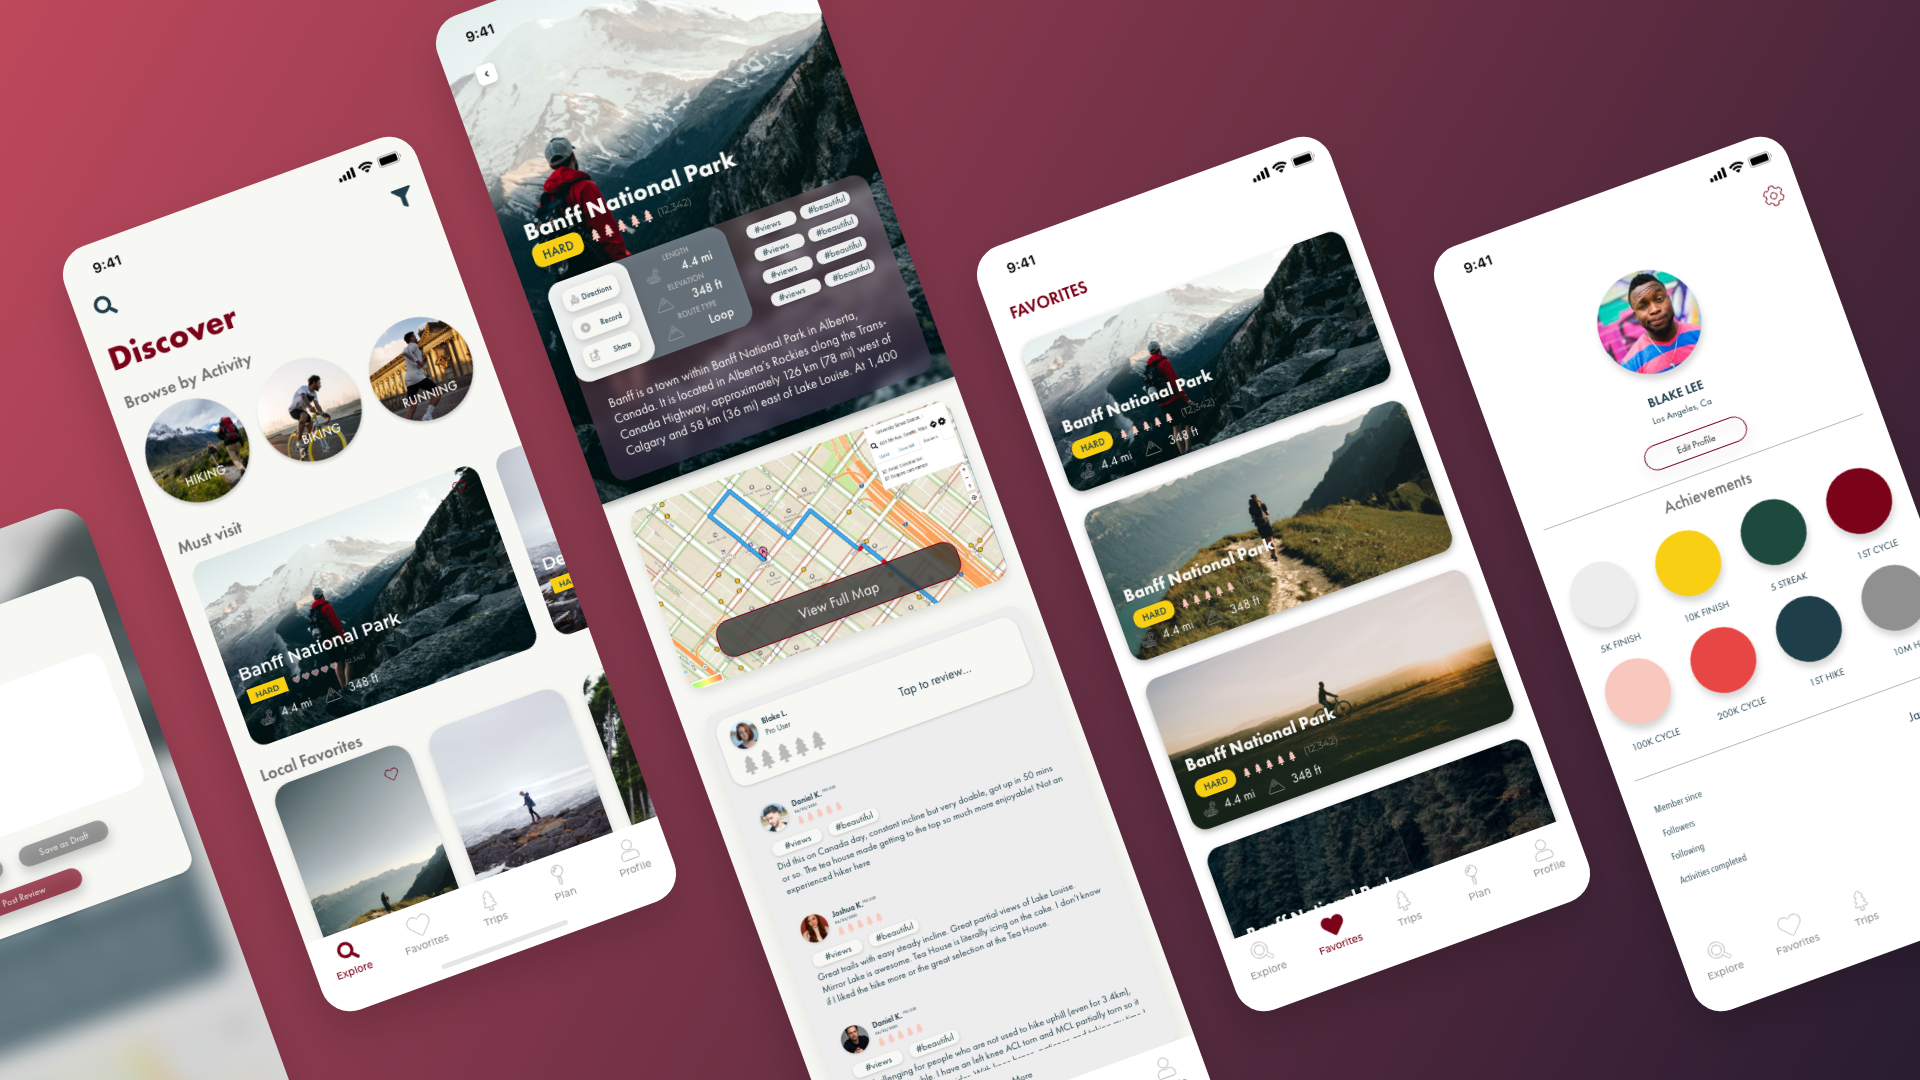 Save as Draft
Post Review
9:41
Discover
Browse by Activity
HIKING
BIKING
RUNNING
Must visit
Banff National Park
HARD
4.4 mi
348 ft
De
HA
Local Favorites
Explore
Favorites
Trips
Plan
Profile
9:41
Banff National Park
HARD
(12,342)
Directions
Record
Share
LENGTH
4.4 mi
ELEVATION
348 ft
ROUTE TYPE
Loop
#views
#beautiful
#views
#beautiful
#views
#beautiful
#views
#beautiful
Banff is a town within Banff National Park in Alberta,
Canada. It is located in Alberta's Rockies along the Trans-
Canada Highway, approximately 126 km (78 mi) west of
Calgary and 58 km (36 mi) east of Lake Louise. At 1,400
View Full Map
Blake L.
Pro User
Tap to review...
Daniel K.
#views
#beautiful
Did this on Canada day, constant incline but very doable, got up in 50 mins
or so. The tea house made getting to the top so much more enjoyable! Not an
experienced hiker here
Joshua K.
#views
#beautiful
Great trails with easy steady incline. Great partial views of Lake Louise.
Mirror Lake is awesome. Tea House is literally icing on the cake. I don't know
if I liked the hike more or the great selection at the Tea House.
Daniel K.
#views
#beautiful
llenging for people who are not used to hike uphill (even for 3.4km),
ble. I have an left knee ACL torn and MCL partially torn so it
More
9:41
FAVORITES
Banff National Park
HARD
(12,342)
4.4 mi
348 ft
Banff National Park
HARD
4.4 mi
348 ft
Banff National Park
HARD
(12,342)
4.4 mi
348 ft
Banff National Park
Explore
Favorites
Trips
Plan
Profile
9:41
BLAKE LEE
Los Angeles, Ca
Edit Profile
Achievements
5K FINISH
10K FINISH
5 STREAK
1ST CYCLE
100K CYCLE
200K CYCLE
1ST HIKE
10M H
Ja
Member since
Followers
Following
Activities completed
Explore
Favorites
Trips